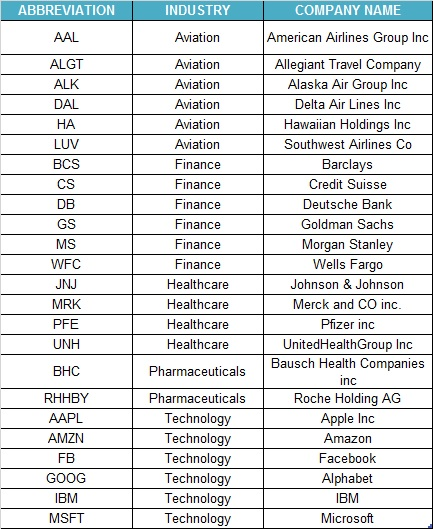 ABBREVIATION INDUSTRY COMPANY NAME
AAL Aviation American Airlines Group Inc
ALGT Aviation Allegiant Travel Company
ALK Aviation Alaska Air Group Inc
DAL Aviation Delta Air Lines Inc
HA Aviation Hawaiian Holdings Inc
LUV Aviation Southwest Airlines Co
BCS Finance Barclays
CS Finance Credit Suisse
DB Finance Deutsche Bank
GS Finance Goldman Sachs
MS Finance Morgan Stanley
WFC Finance Wells Fargo
JNJ Healthcare Johnson & Johnson
MRK Healthcare Merck and CO inc.
PFE Healthcare Pfizer inc
UNH Healthcare UnitedHealthGroup Inc
BHC Pharmaceuticals Bausch Health Companies
inc
RHHBY Pharmaceuticals Roche Holding AG
AAPL Technology Apple Inc
AMZN Technology Amazon
FB Technology Facebook
GOOG Technology Alphabet
IBM Technology IBM
MSFT Technology Microsoft